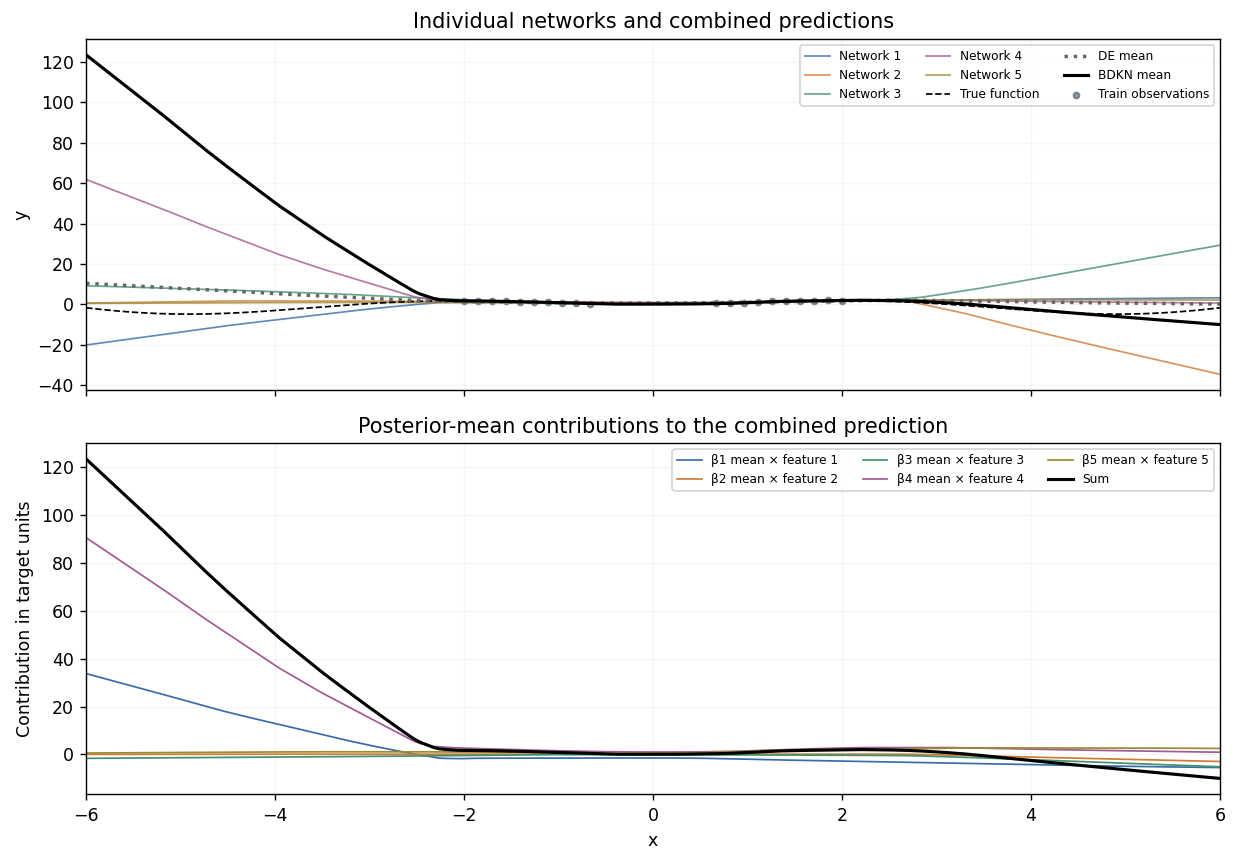 Individual networks and combined predictions
Network 1 Network 4 DE mean
Network 2 Network 5 BDKN mean
Network 3 True function Train observations
120
100
80
60
40
20
0
−20
−40
y
Posterior-mean contributions to the combined prediction
β1 mean × feature 1 β3 mean × feature 3 β5 mean × feature 5
β2 mean × feature 2 β4 mean × feature 4 Sum
120
100
80
60
40
20
0
Contribution in target units
−6 −4 −2 0 2 4 6
x